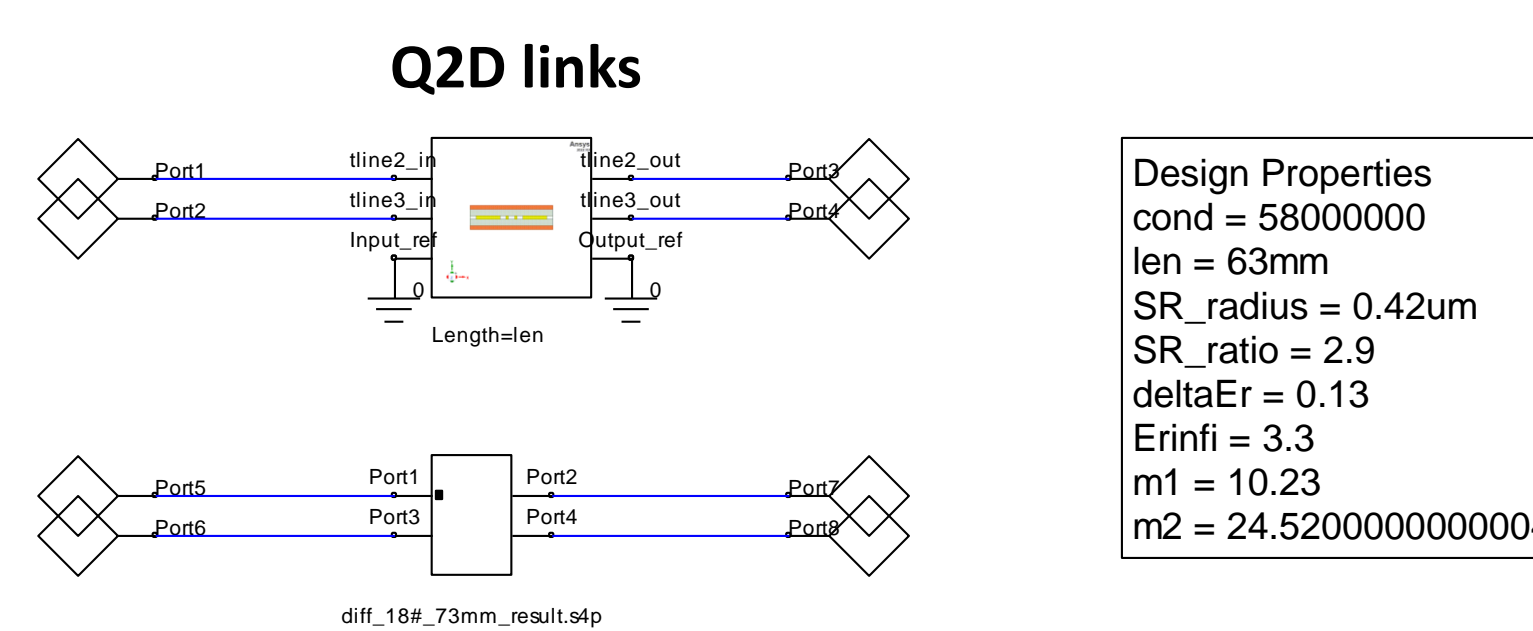 Q2D links
Port1
Port2
tline2_in
tline3_in
Input_ref
0
Ansys
tline2_out
tline3_out
Output_ref
0
Port3
Port4
Length=len
Port5
Port6
Port1
Port3
Port2
Port4
Port7
Port8
diff_18#_73mm_result.s4p
Design Properties
cond = 58000000
len = 63mm
SR_radius = 0.42um
SR_ratio = 2.9
deltaEr = 0.13
Erinfi = 3.3
m1 = 10.23
m2 = 24.520000000000